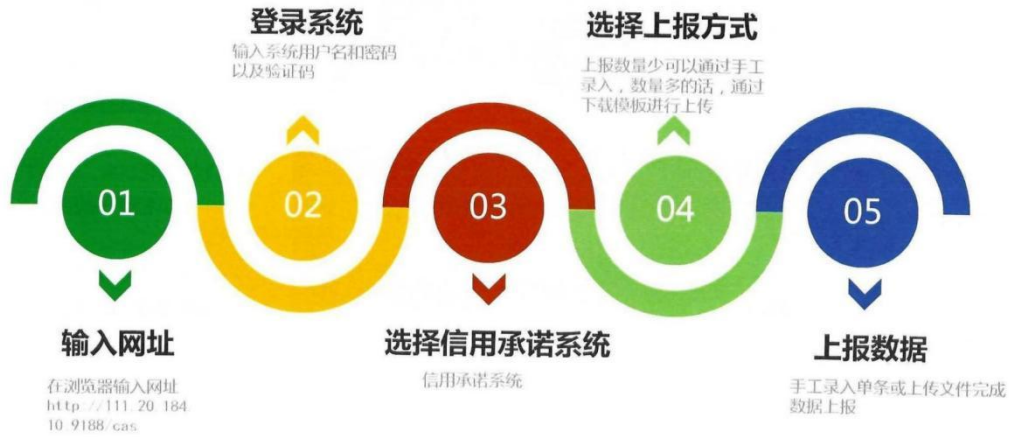 登录系统
输入系统用户名和密码
以及验证码
选择上报方式
上报数量少可以通过手工
录入，数量多的话，通过
下载模板进行上传
01
02
03
04
05
输入网址
在浏览器输入网址
http://111.20.184
10.9188/cas
选择信用承诺系统
信用承诺系统
上报数据
手工录入单条或上传文件完成
数据上报